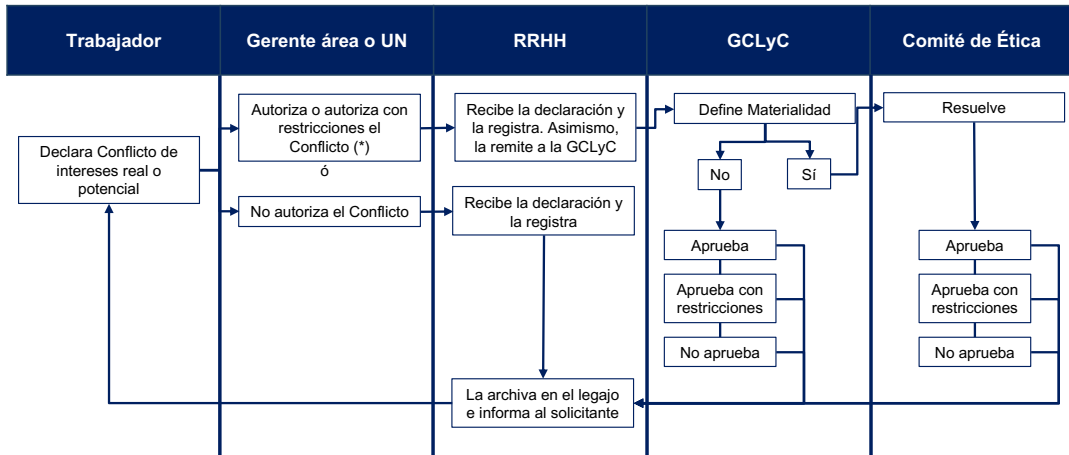 Trabajador
Gerente área o UN
RRHH
GCLyC
Comité de Ética
Declara Conflicto de
intereses real o
potencial
Autoriza o autoriza con
restricciones el
Conflicto (*)
ó
No autoriza el Conflicto
Recibe la declaración y
la registra. Asimismo,
la remite a la GCLyC
Recibe la declaración y
la registra
La archiva en el legajo
e informa al solicitante
Define Materialidad
No
Sí
Aprueba
Aprueba con
restricciones
No aprueba
Resuelve
Aprueba
Aprueba con
restricciones
No aprueba